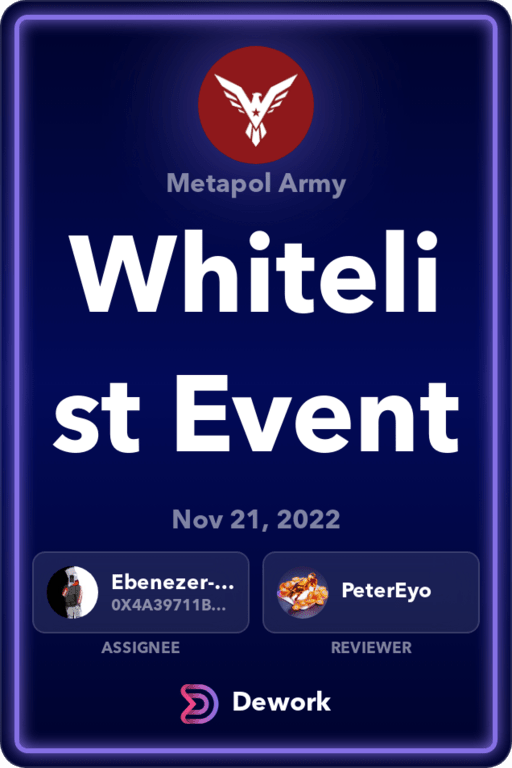 Metapol Army
Whiteli
st Event
Nov 21, 2022
Ebenezer-...
0X4A39711B...
ASSIGNEE
PeterEyo
REVIEWER
Dework